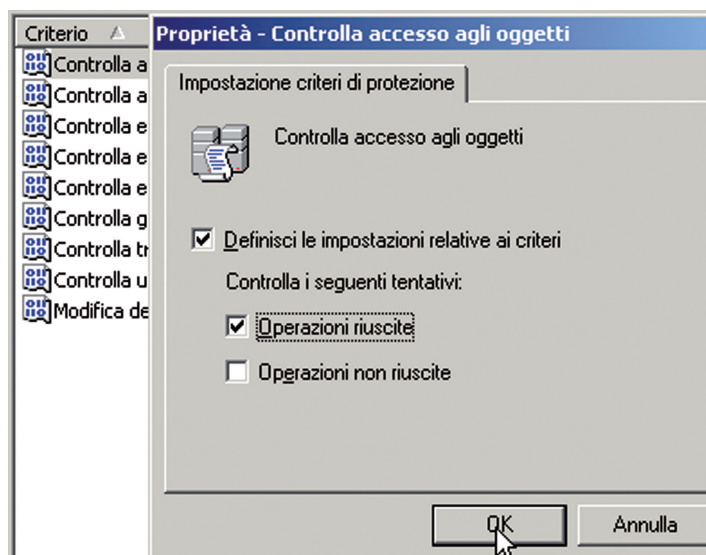 Criterio
Controlla a
Controlla a
Controlla e
Controlla e
Controlla e
Controlla g
Controlla tr
Controlla u
Modifica de
Proprietà - Controlla accesso agli oggetti
Impostazione criteri di protezione
Controlla accesso agli oggetti
Definisci le impostazioni relative ai criteri
Controlla i seguenti tentativi:
Operazioni riuscite
Operazioni non riuscite
OK
Annulla